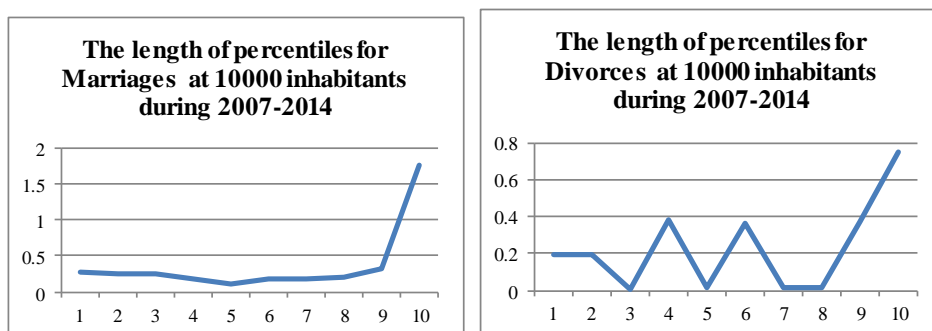 The length of percentiles for
Marriages at 10000 inhabitants
during 2007-2014
2
1.5
1
0.5
0
1 2 3 4 5 6 7 8 9 10
The length of percentiles for
Divorces at 10000 inhabitants
during 2007-2014
0.8
0.6
0.4
0.2
0
1 2 3 4 5 6 7 8 9 10